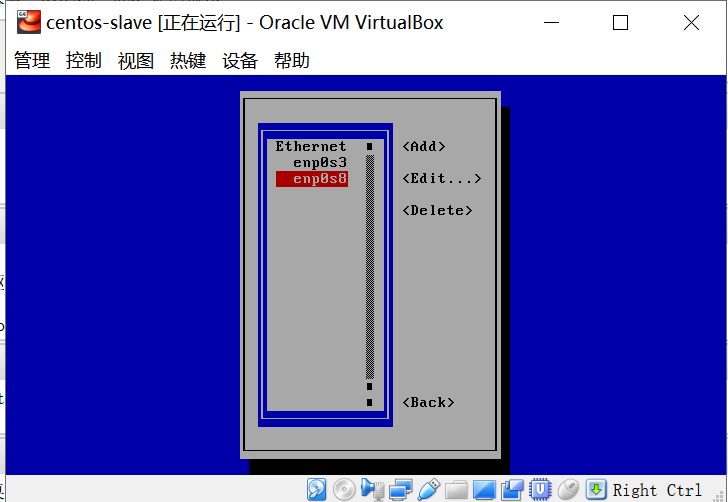 centos-slave [正在运行] - Oracle VM VirtualBox
管理 控制 视图 热键 设备 帮助
Ethernet <Add>
enp0s3
enp0s8 <Edit...>
<Delete>
<Back>
Right Ctrl